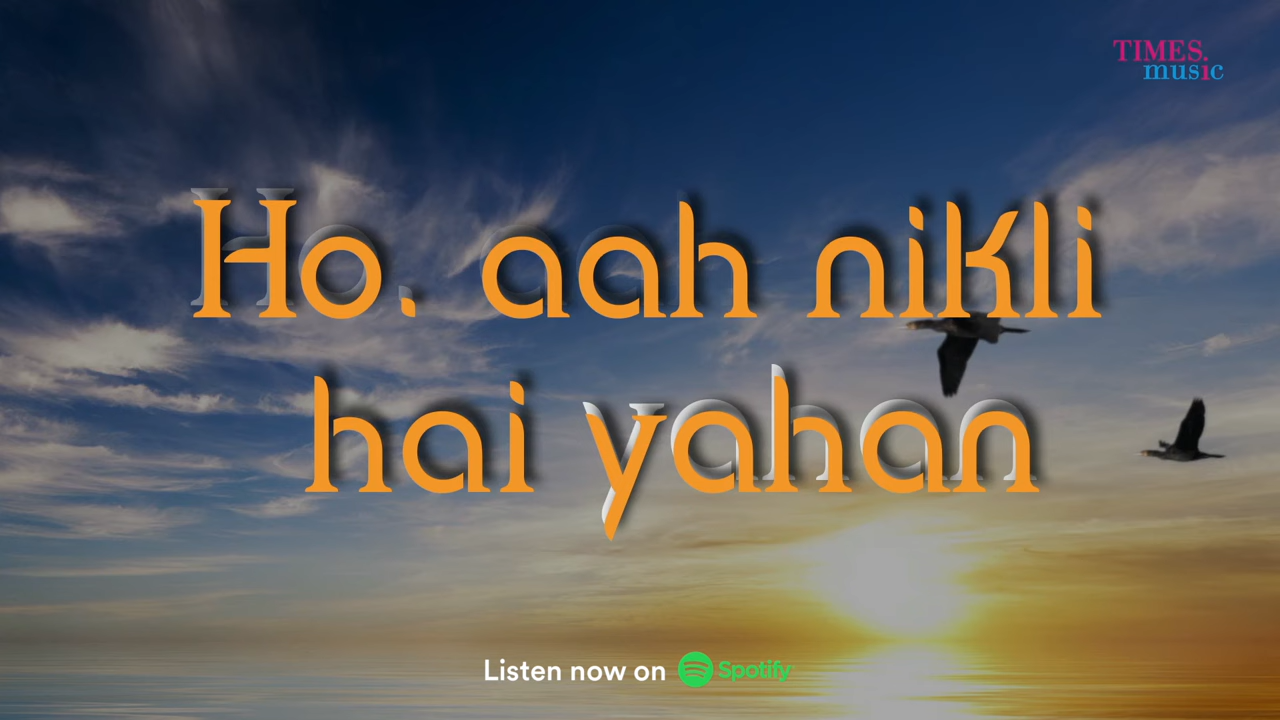 TIMES.
music
Ho, aah nikli
hai yahan
Listen now on Spotify